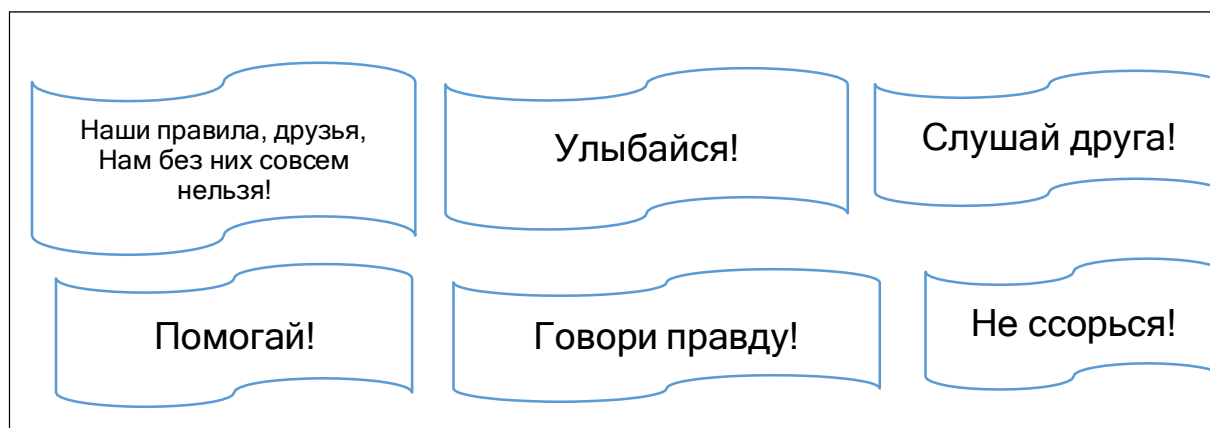 Наши правила, друзья,
Нам без них совсем
нельзя!
Улыбайся!
Слушай друга!
Помогай!
Говори правду!
Не ссорься!